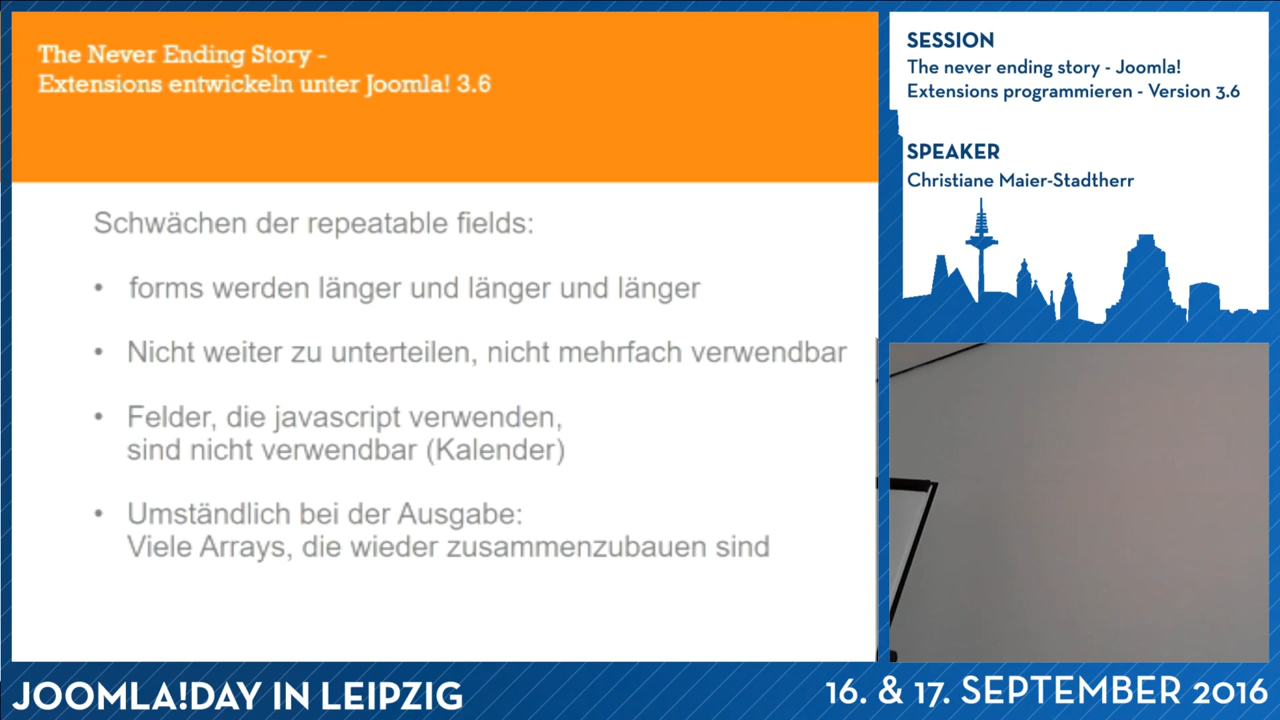 The Never Ending Story -
Extensions entwickeln unter Joomla! 3.6
Schwächen der repeatable fields:
• forms werden länger und länger und länger
• Nicht weiter zu unterteilen, nicht mehrfach verwendbar
• Felder, die javascript verwenden,
sind nicht verwendbar (Kalender)
• Umständlich bei der Ausgabe:
Viele Arrays, die wieder zusammenzubauen sind
SESSION
The never ending story - Joomla!
Extensions programmieren - Version 3.6
SPEAKER
Christiane Maier-Stadtherr
JOOMLA!DAY IN LEIPZIG
16. & 17. SEPTEMBER 2016